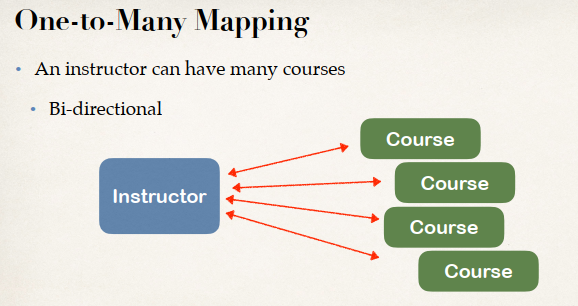 One-to-Many Mapping
• An instructor can have many courses
• Bi-directional
Course
Instructor
Course
Course
Course